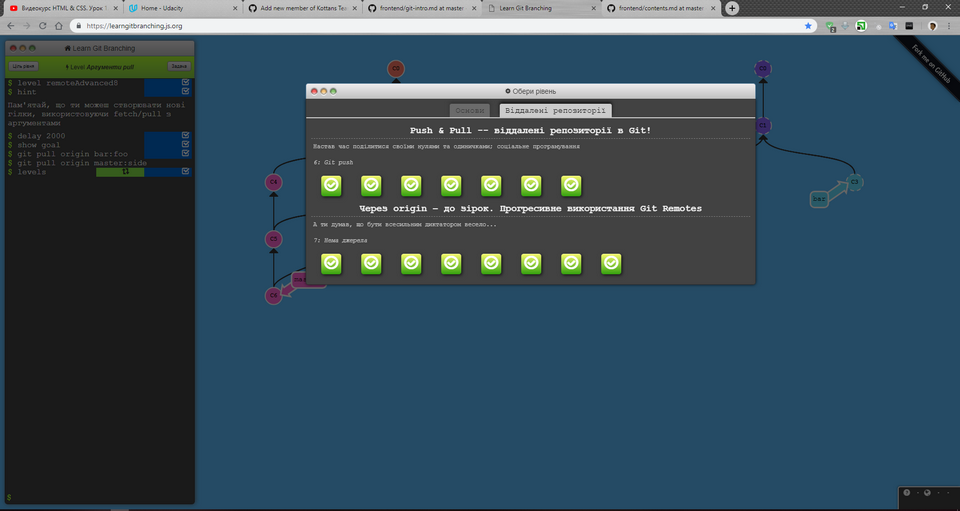 Видеокурс HTML & CSS. Урок 1
Home - Udacity
Add new member of Kottans Tea
frontend/git-intro.md at master
Learn Git Branching
frontend/contents.md at master
https://learngitbranching.js.org
Fork me on GitHub
Learn Git Branching
Ціль рівня
Level Аргументи pull
Задача
$ level remoteAdvanced8
$ hint
Пам'ятай, що ти можеш створювати нові
гілки, використовуючи fetch/pull з
аргументами
$ delay 2000
$ show goal
$ git pull origin bar:foo
$ git pull origin master:side
$ levels
$
C0
C4
C5
C6
C0
C1
bar
Обери рівень
Основи
Віддалені репозиторії
Push & Pull -- віддалені репозиторії в Git!
Настав час поділитися своїми нулями та одиничками; соціальне програмування
6: Git push
Через origin – до зірок. Прогресивне використання Git Remotes
А ти думав, що бути всесильним диктатором весело...
7: Нема джерела